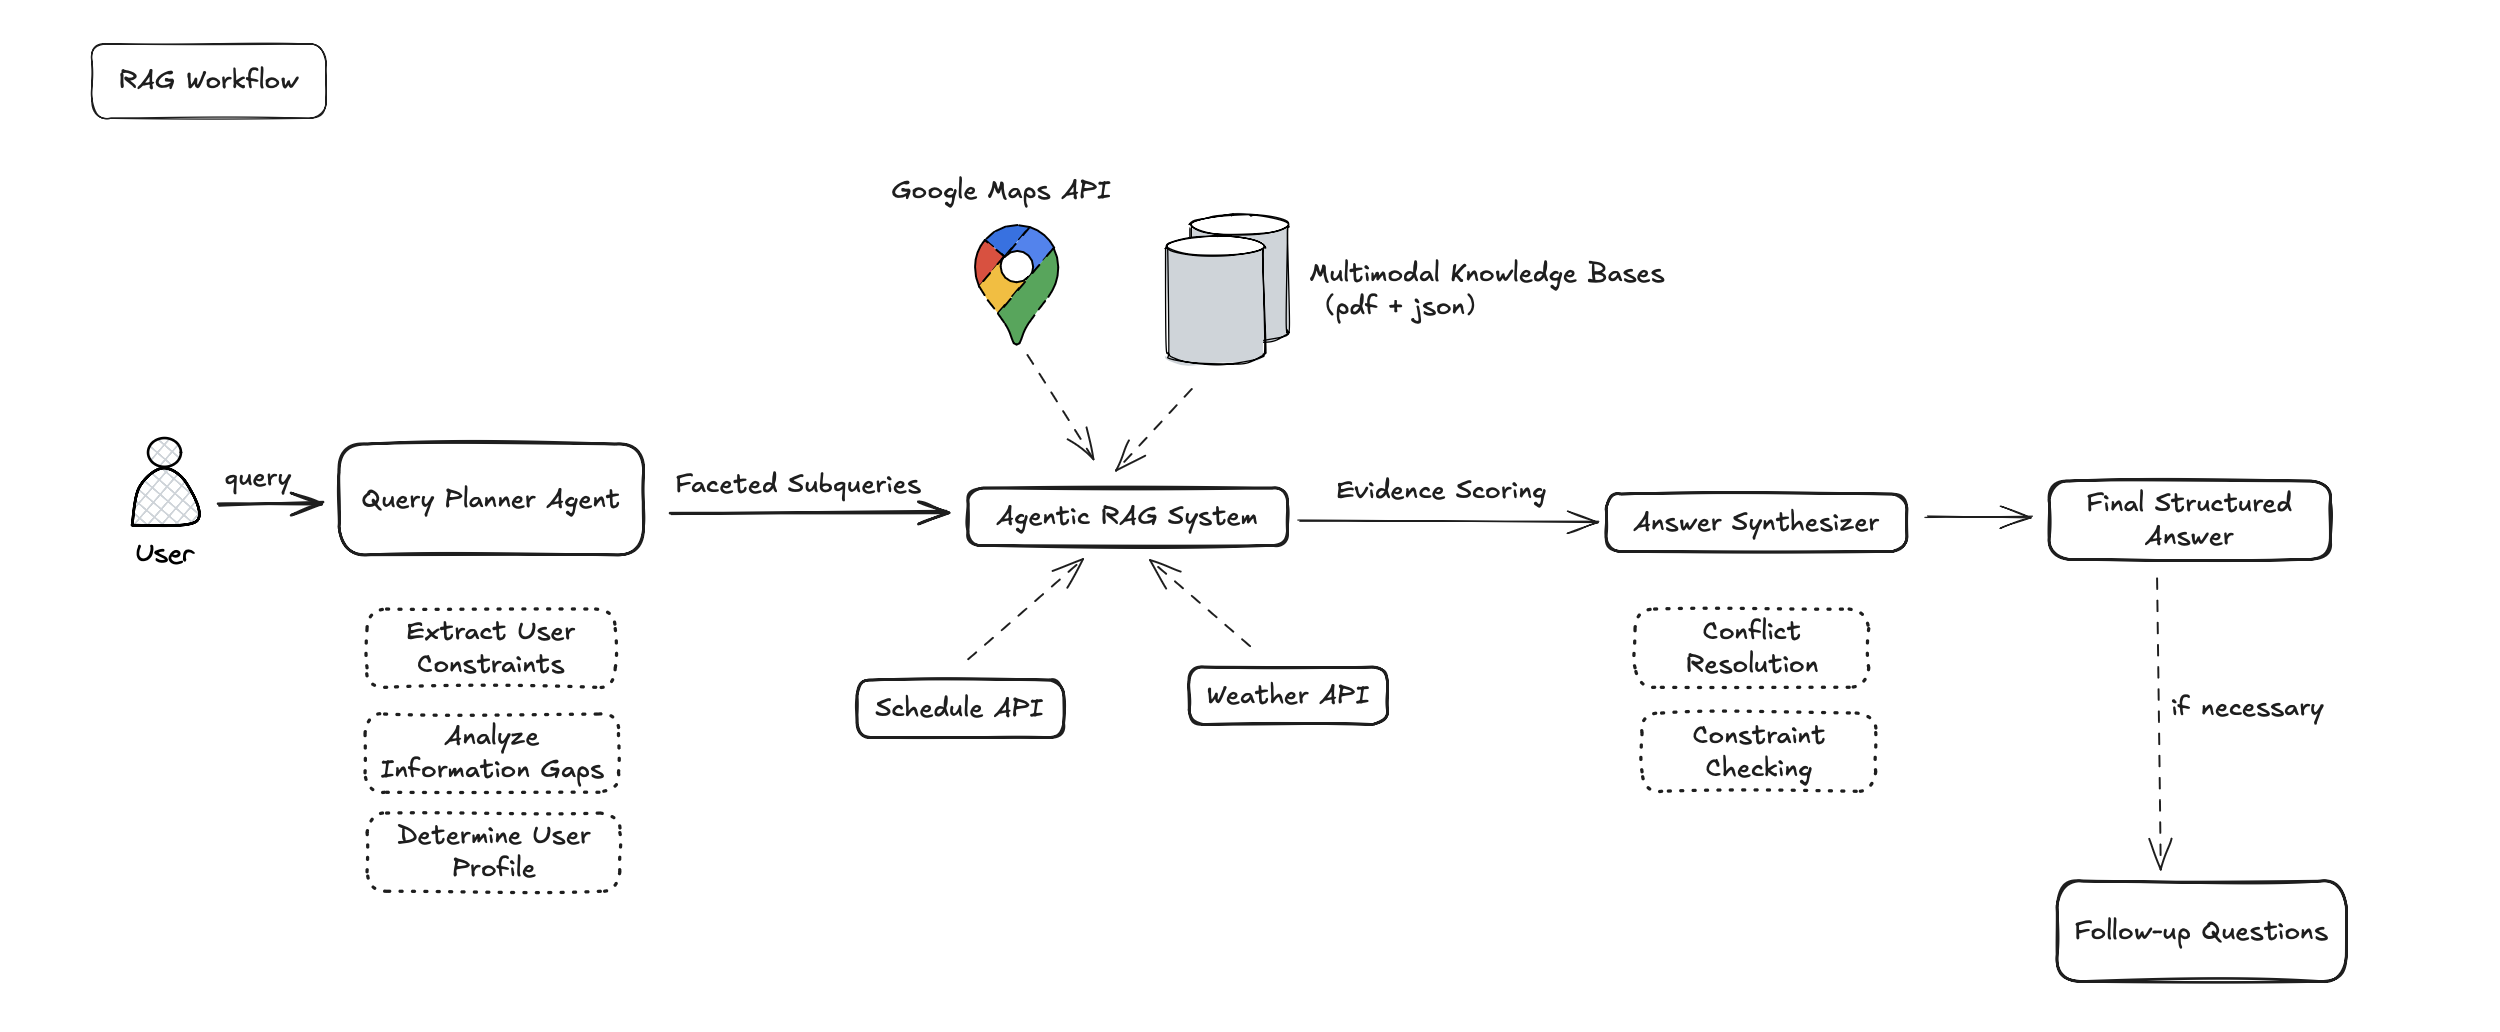 RAG Workflow
Google Maps API
Multimodal Knowledge Bases
(pdf + json)
query
User
Query Planner Agent
Faceted Subqueries
Agentic RAG System
Evidence Scoring
Answer Synthesizer
Final Structured
Answer
Extract User
Constraints
Analyze
Information Gaps
Determine User
Profile
Schedule API
Weather API
Conflict
Resolution
Constraint
Checking
if necessary
Follow-up Questions